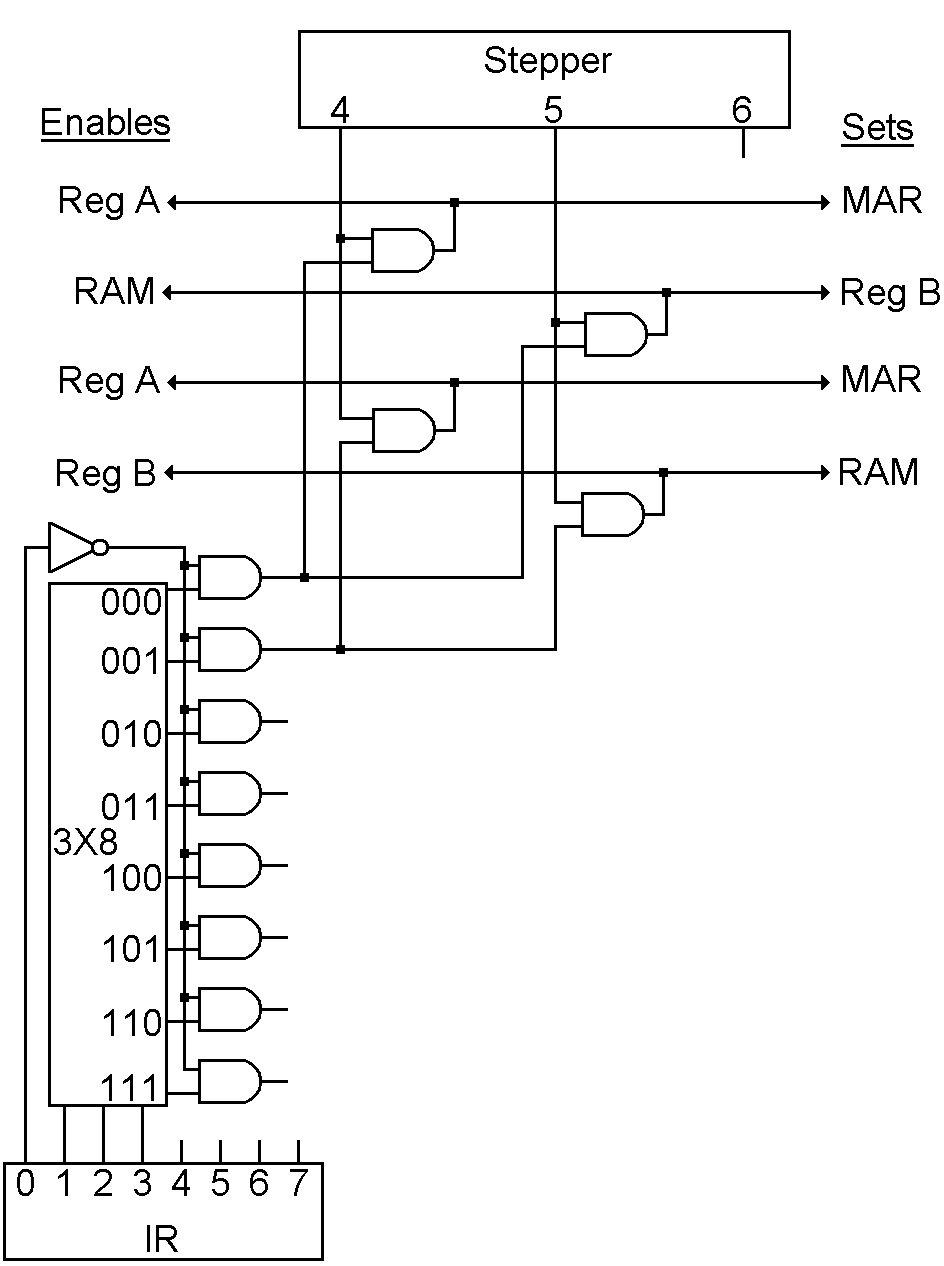 Stepper
4 5 6
Enables
Sets
Reg A
MAR
RAM
Reg B
Reg A
MAR
Reg B
RAM
000
001
010
011
3X8
100
101
110
111
0 1 2 3 4 5 6 7
IR